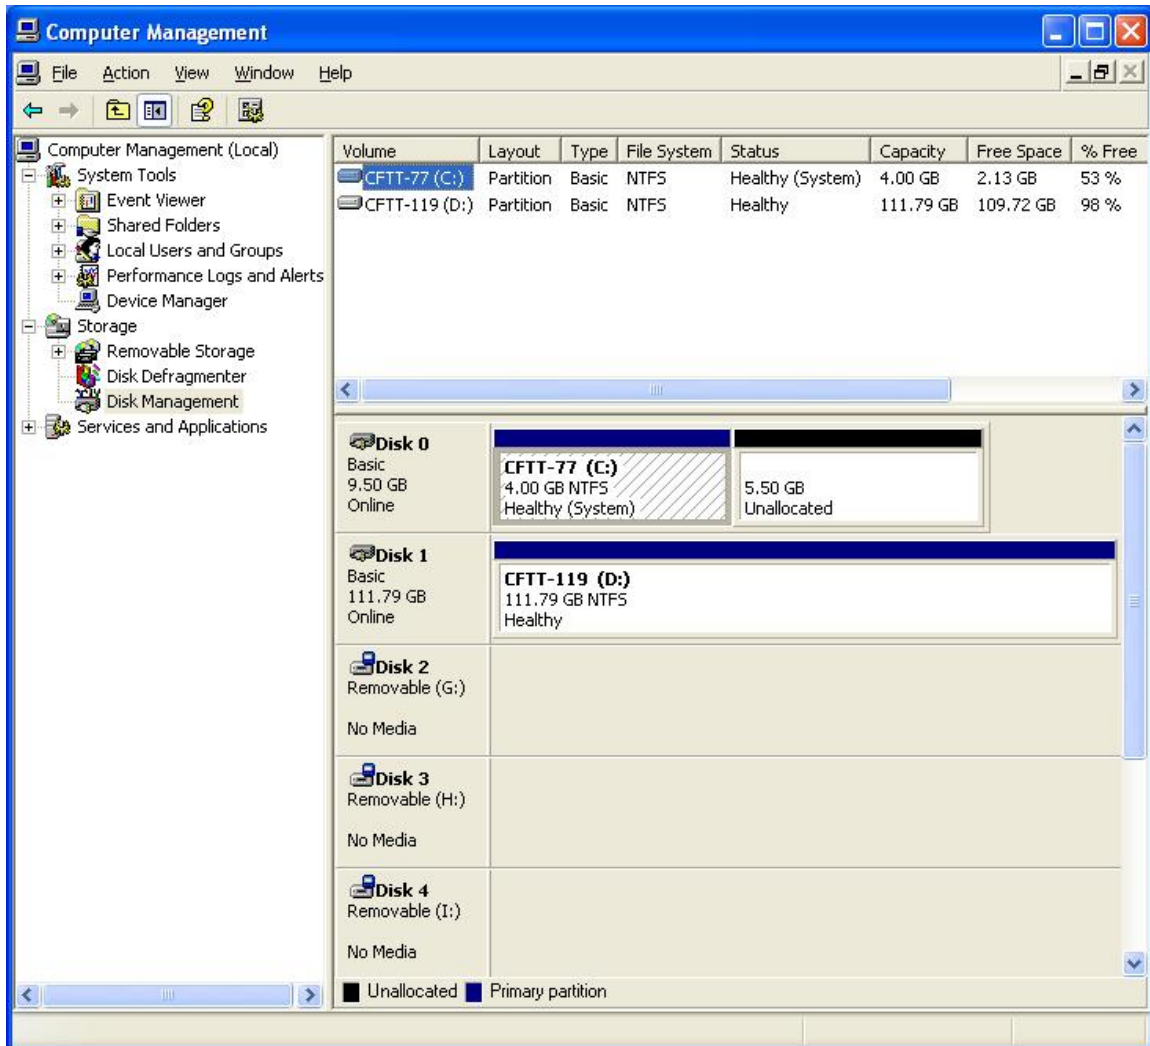 Computer Management
File Action View Window Help
Computer Management (Local)
System Tools
Event Viewer
Shared Folders
Local Users and Groups
Performance Logs and Alerts
Device Manager
Storage
Removable Storage
Disk Defragmenter
Disk Management
Services and Applications
Volume Layout Type File System Status Capacity Free Space % Free
CFTT-77 (C:) Partition Basic NTFS Healthy (System) 4.00 GB 2.13 GB 53 %
CFTT-119 (D:) Partition Basic NTFS Healthy 111.79 GB 109.72 GB 98 %
Disk 0
Basic
9.50 GB
Online
CFTT-77 (C:)
4.00 GB NTFS
Healthy (System)
5.50 GB
Unallocated
Disk 1
Basic
111.79 GB
Online
CFTT-119 (D:)
111.79 GB NTFS
Healthy
Disk 2
Removable (G:)
No Media
Disk 3
Removable (H:)
No Media
Disk 4
Removable (I:)
No Media
Unallocated Primary partition